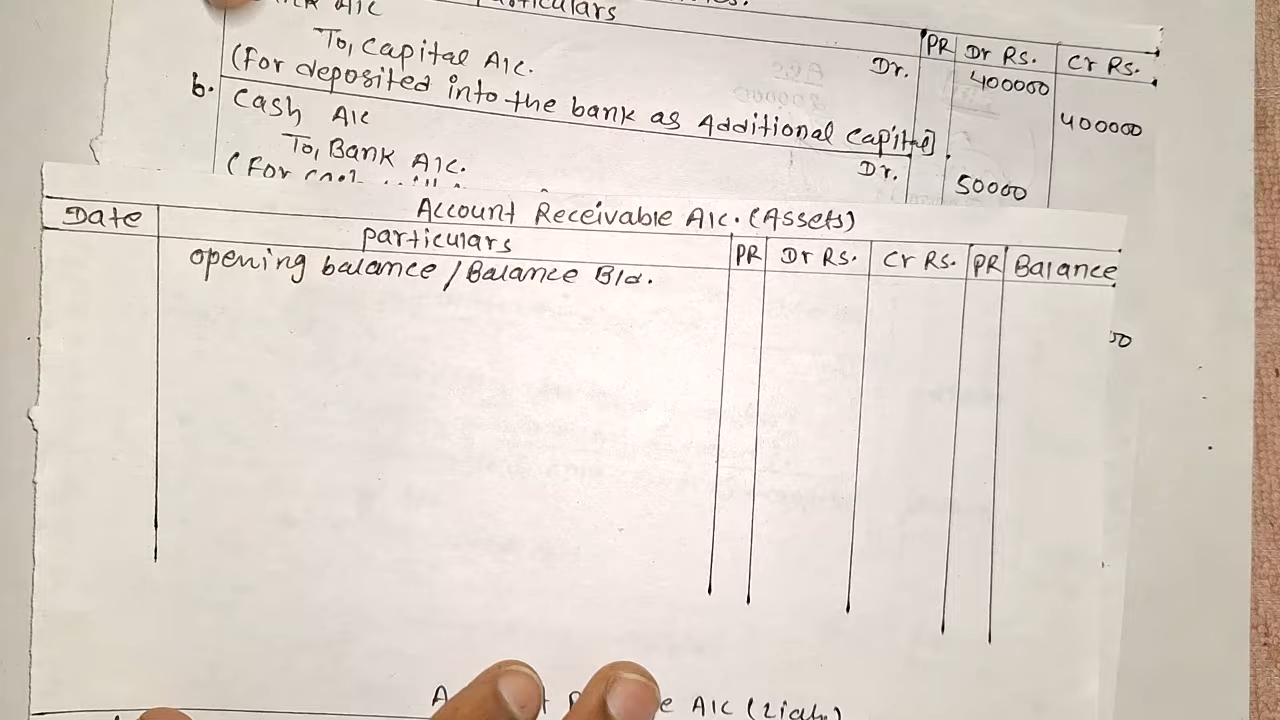 A/C
Particulars
PR Dr Rs. Cr Rs.
Dr. 400000
To, Capital A/C. 400000
(For deposited into the bank as Additional Capital)
b. Cash A/C Dr. 50000
To, Bank A/C.
(For
Account Receivable A/C. (Assets)
Date Particulars PR Dr Rs. Cr Rs. PR Balance
opening balance / Balance B/d.
A/C (Liab.)